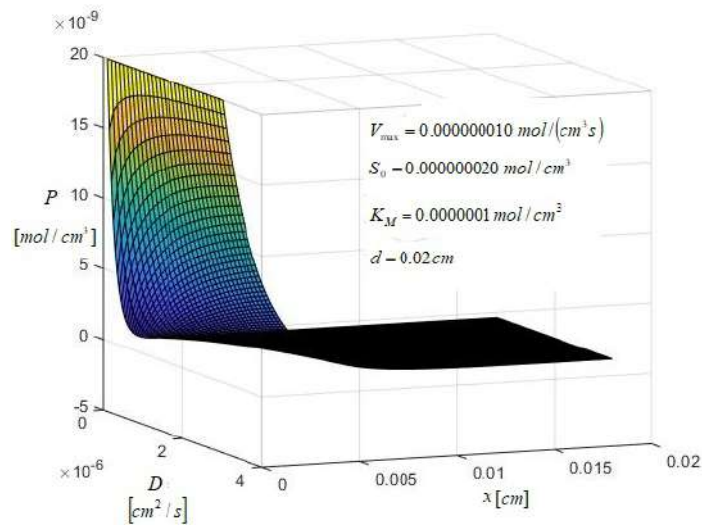 ×10⁻⁹
20
15
10
5
0
-5
P
[mol/cm³]
V_max = 0.000000010 mol/(cm³s)
S₀ – 0.000000020 mol/cm³
K_M = 0.0000001 mol/cm³
d – 0.02cm
0
2
4
×10⁻⁶
D
[cm²/s]
0
0.005
0.01
0.015
0.02
x[cm]